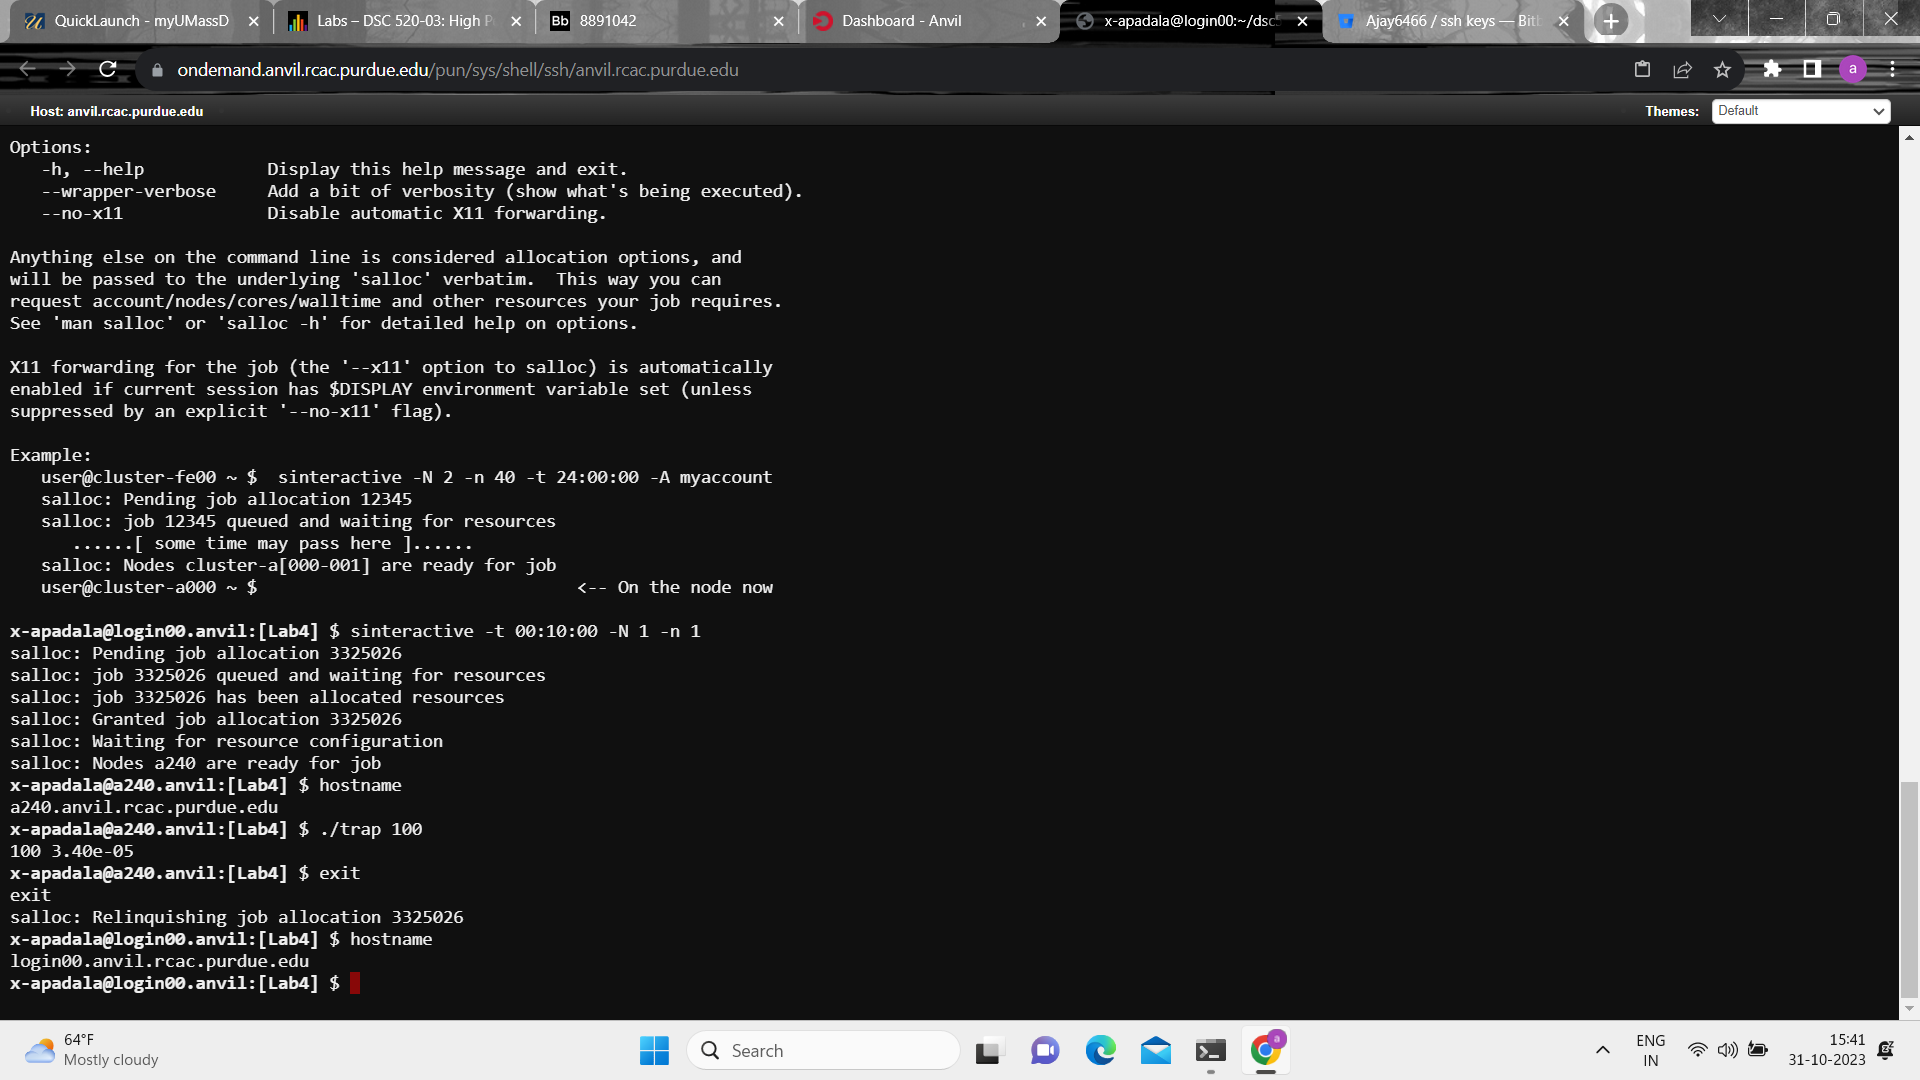 QuickLaunch - myUMassD
Labs – DSC 520-03: High P
Bb 8891042
Dashboard - Anvil
x-apadala@login00:~/dsc5
Ajay6466 / ssh keys — Bit
ondemand.anvil.rcac.purdue.edu/pun/sys/shell/ssh/anvil.rcac.purdue.edu
a
Host: anvil.rcac.purdue.edu
Themes: Default
Options:
-h, --help Display this help message and exit.
--wrapper-verbose Add a bit of verbosity (show what's being executed).
--no-x11 Disable automatic X11 forwarding.
Anything else on the command line is considered allocation options, and
will be passed to the underlying 'salloc' verbatim. This way you can
request account/nodes/cores/walltime and other resources your job requires.
See 'man salloc' or 'salloc -h' for detailed help on options.
X11 forwarding for the job (the '--x11' option to salloc) is automatically
enabled if current session has $DISPLAY environment variable set (unless
suppressed by an explicit '--no-x11' flag).
Example:
user@cluster-fe00 ~ $ sinteractive -N 2 -n 40 -t 24:00:00 -A myaccount
salloc: Pending job allocation 12345
salloc: job 12345 queued and waiting for resources
......[ some time may pass here ]......
salloc: Nodes cluster-a[000-001] are ready for job
user@cluster-a000 ~ $ <-- On the node now
x-apadala@login00.anvil:[Lab4] $ sinteractive -t 00:10:00 -N 1 -n 1
salloc: Pending job allocation 3325026
salloc: job 3325026 queued and waiting for resources
salloc: job 3325026 has been allocated resources
salloc: Granted job allocation 3325026
salloc: Waiting for resource configuration
salloc: Nodes a240 are ready for job
x-apadala@a240.anvil:[Lab4] $ hostname
a240.anvil.rcac.purdue.edu
x-apadala@a240.anvil:[Lab4] $ ./trap 100
100 3.40e-05
x-apadala@a240.anvil:[Lab4] $ exit
exit
salloc: Relinquishing job allocation 3325026
x-apadala@login00.anvil:[Lab4] $ hostname
login00.anvil.rcac.purdue.edu
x-apadala@login00.anvil:[Lab4] $
64°F
Mostly cloudy
Search
a
ENG
IN
15:41
31-10-2023